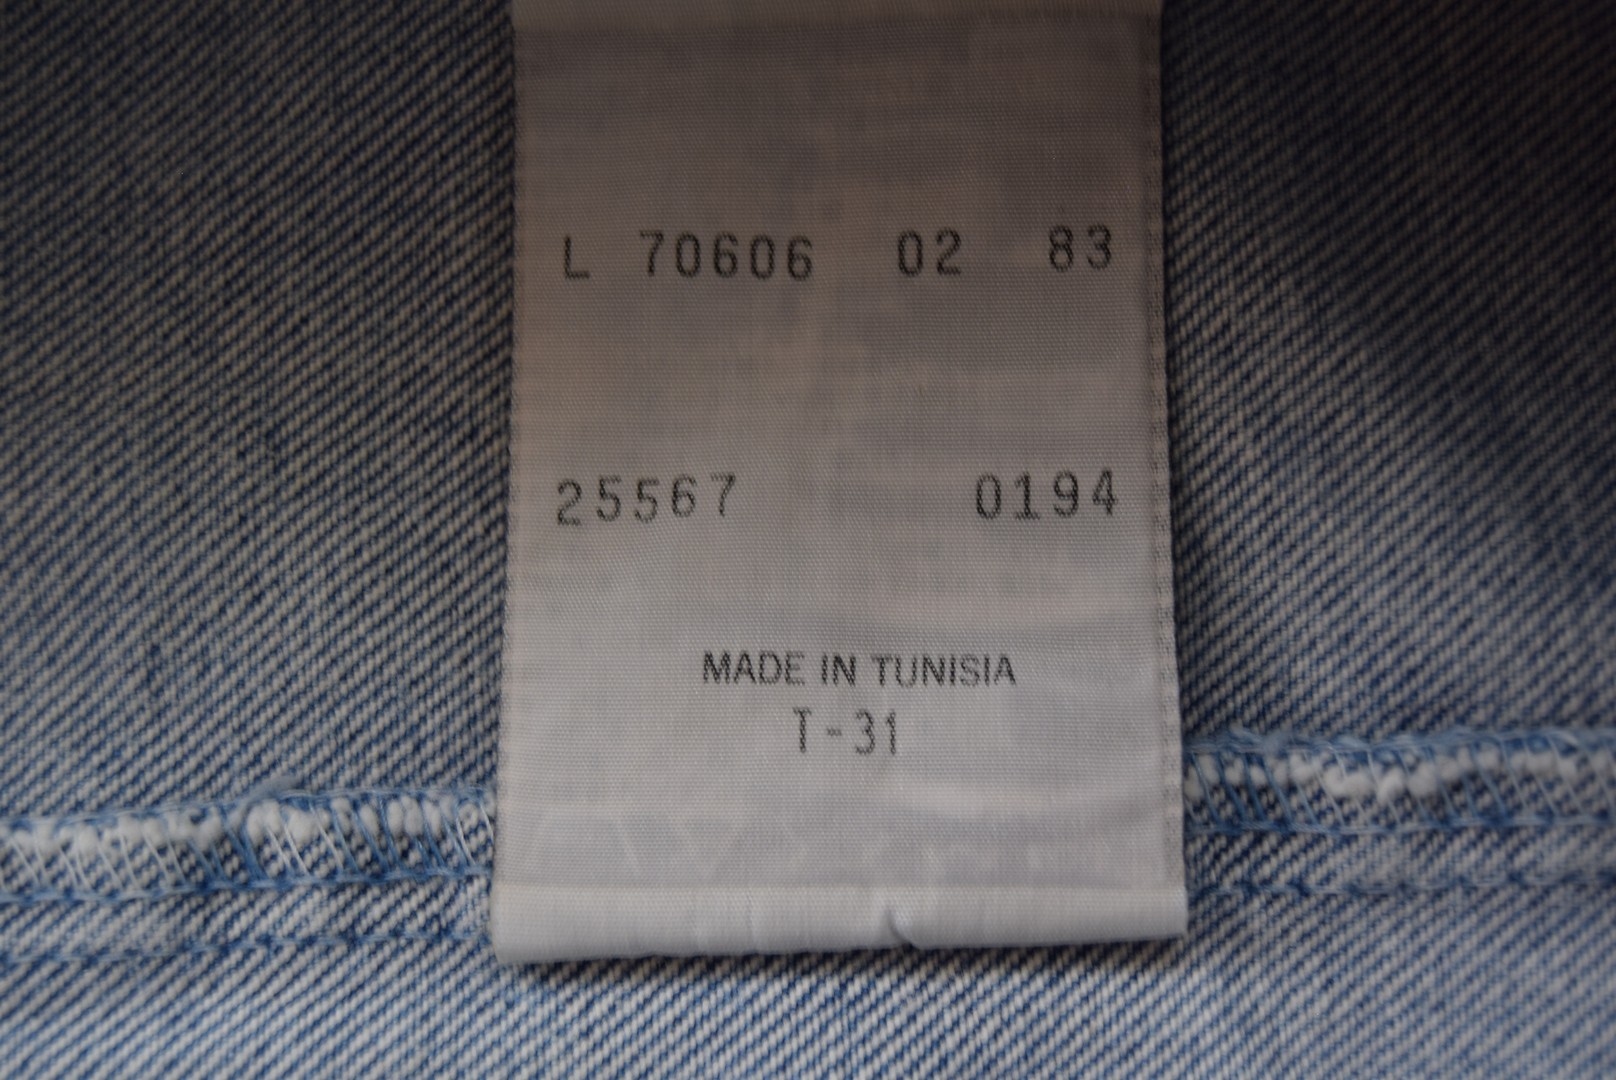 L 70606 02 83
25567 0194
MADE IN TUNISIA
T-31